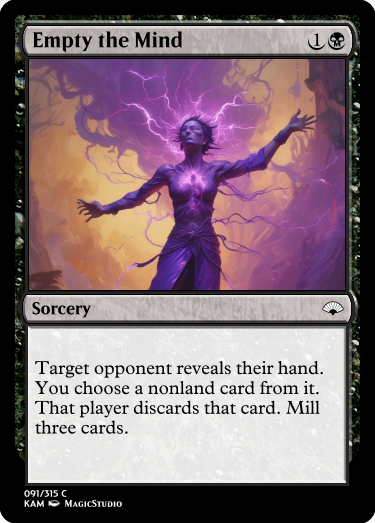 Empty the Mind 1
Sorcery
Target opponent reveals their hand.
You choose a nonland card from it.
That player discards that card. Mill
three cards.
091/315 C
KAM MagicStudio